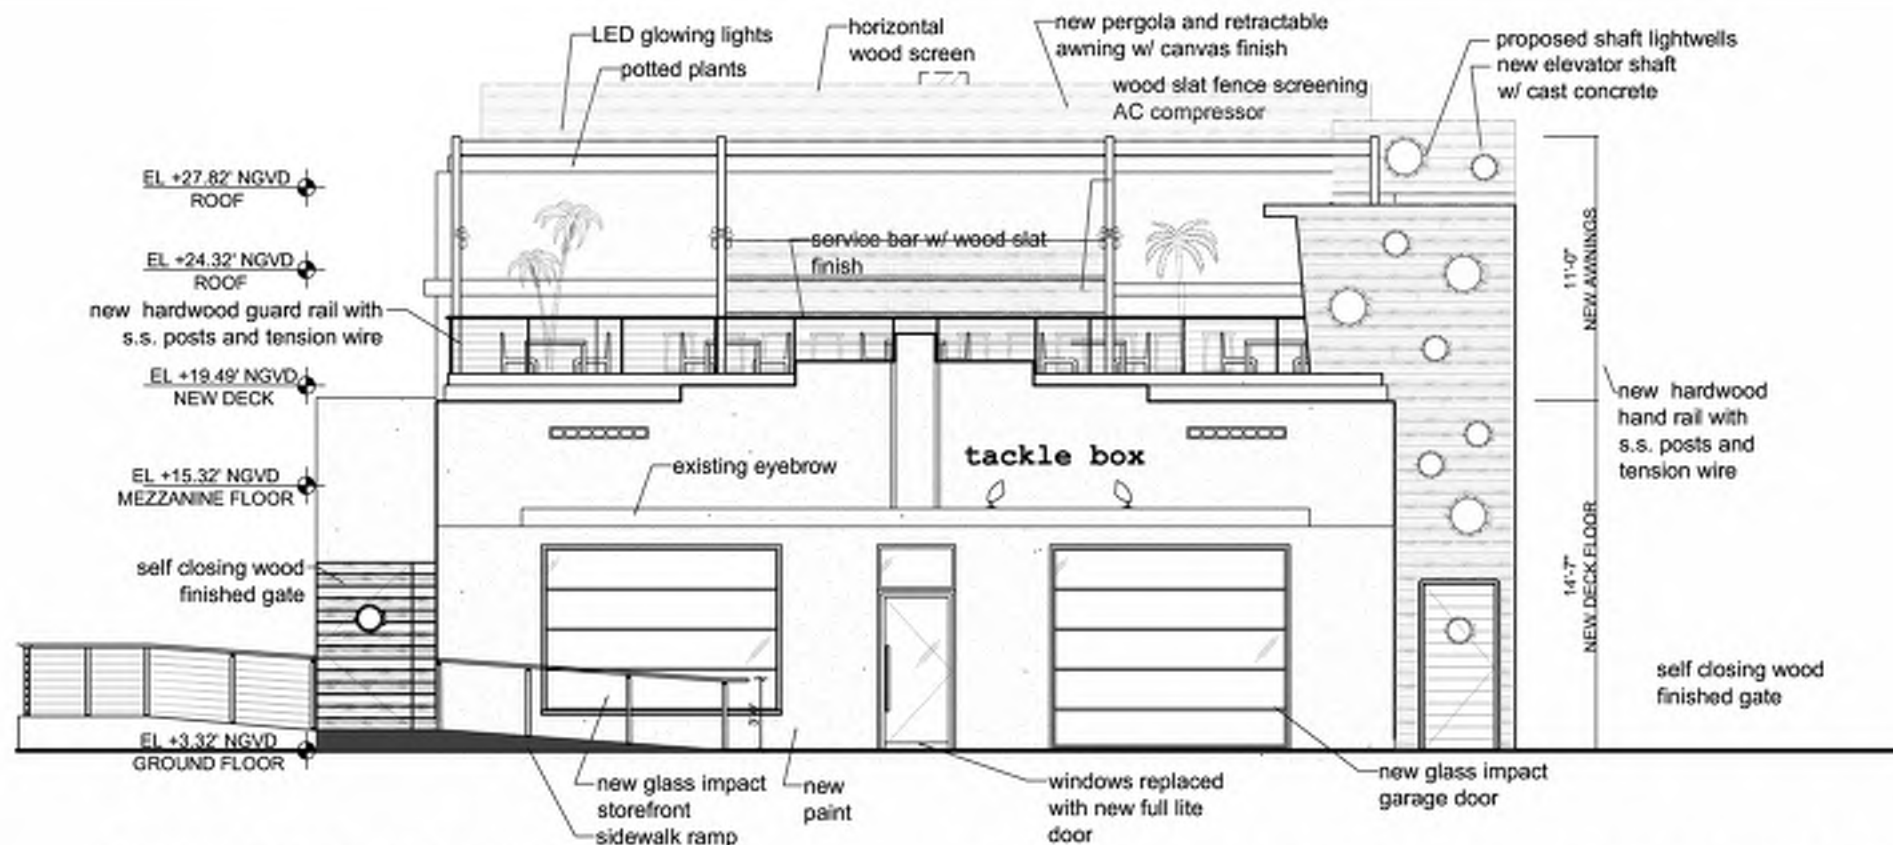 LED glowing lights
potted plants
horizontal
wood screen
new pergola and retractable
awning w/ canvas finish
wood slat fence screening
AC compressor
proposed shaft lightwells
new elevator shaft
w/ cast concrete
EL +27.82' NGVD
ROOF
EL +24.32' NGVD
ROOF
service bar w/ wood slat
finish
new hardwood guard rail with
s.s. posts and tension wire
EL +19.49' NGVD
NEW DECK
11'-0"
NEW AWNINGS
new hardwood
hand rail with
s.s. posts and
tension wire
existing eyebrow
tackle box
EL +15.32' NGVD
MEZZANINE FLOOR
self closing wood
finished gate
14'-7"
NEW DECK FLOOR
self closing wood
finished gate
EL +3.32' NGVD
GROUND FLOOR
new glass impact
storefront
sidewalk ramp
new
paint
windows replaced
with new full lite
door
new glass impact
garage door